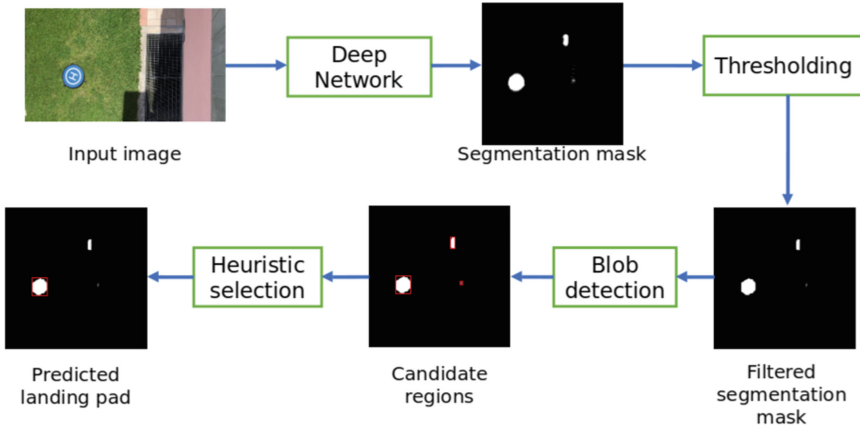 H
Deep
Network
Thresholding
Input image
Segmentation mask
Heuristic
selection
Blob
detection
Predicted
landing pad
Candidate
regions
Filtered
segmentation
mask